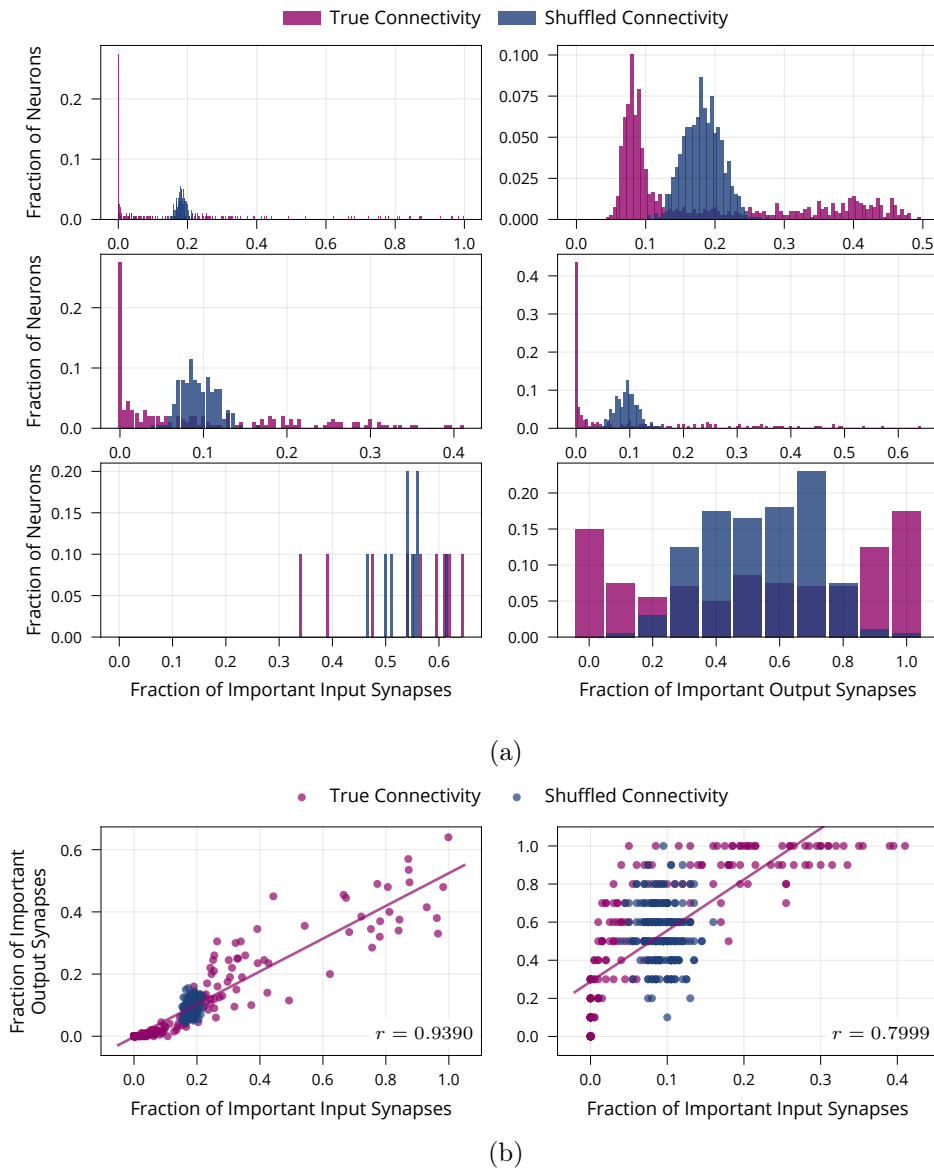 True Connectivity Shuffled Connectivity
Fraction of Neurons
0.2
0.1
0.0
0.0 0.2 0.4 0.6 0.8 1.0
0.100
0.075
0.050
0.025
0.000
0.0 0.1 0.2 0.3 0.4 0.5
Fraction of Neurons
0.2
0.1
0.0
0.0 0.1 0.2 0.3 0.4
0.4
0.3
0.2
0.1
0.0
0.0 0.1 0.2 0.3 0.4 0.5 0.6
Fraction of Neurons
0.20
0.15
0.10
0.05
0.00
0.0 0.1 0.2 0.3 0.4 0.5 0.6
Fraction of Important Input Synapses
0.20
0.15
0.10
0.05
0.00
0.0 0.2 0.4 0.6 0.8 1.0
Fraction of Important Output Synapses
(a)
True Connectivity Shuffled Connectivity
Fraction of Important
Output Synapses
0.6
0.4
0.2
0.0
r = 0.9390
0.0 0.2 0.4 0.6 0.8 1.0
Fraction of Important Input Synapses
1.0
0.8
0.6
0.4
0.2
0.0
r = 0.7999
0.0 0.1 0.2 0.3 0.4
Fraction of Important Input Synapses
(b)